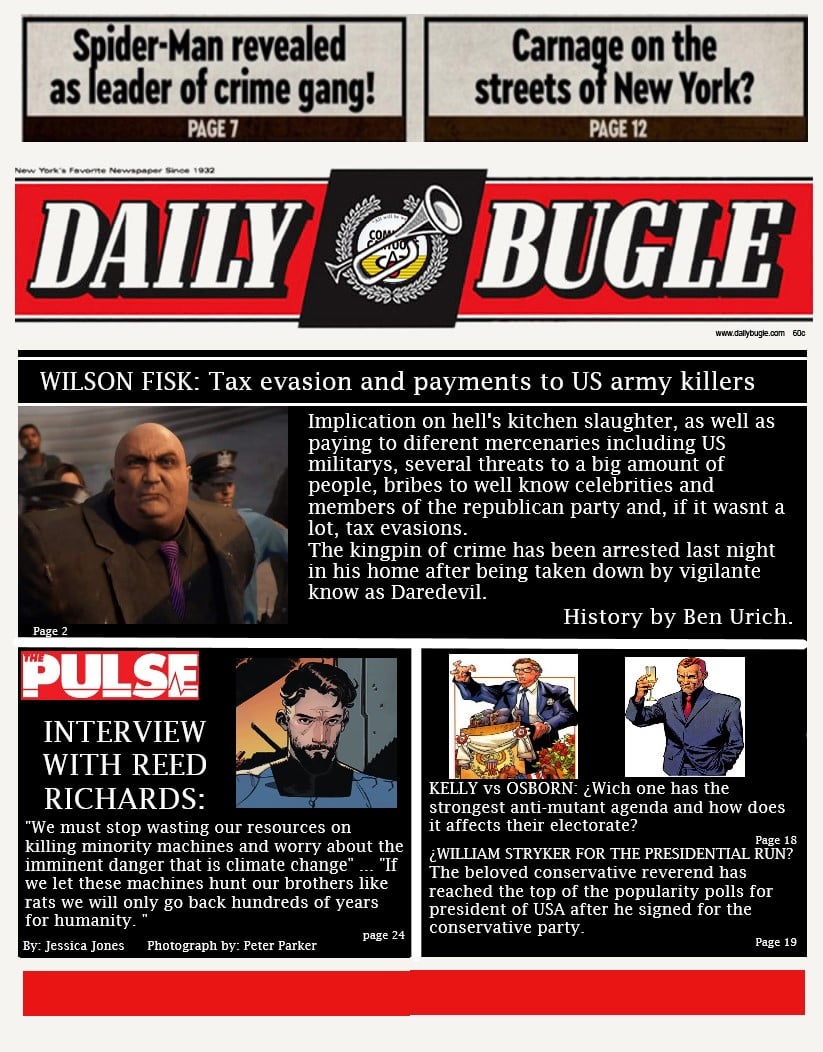 Spider-Man revealed
as leader of crime gang!
PAGE 7
Carnage on the
streets of New York?
PAGE 12
New York's Favorite Newspaper Since 1932
DAILY BUGLE
www.dailybugle.com 60c
WILSON FISK: Tax evasion and payments to US army killers
Implication on hell's kitchen slaughter, as well as
paying to diferent mercenaries including US
militarys, several threats to a big amount of
people, bribes to well know celebrities and
members of the republican party and, if it wasnt a
lot, tax evasions.
The kingpin of crime has been arrested last night
in his home after being taken down by vigilante
know as Daredevil.
History by Ben Urich.
Page 2
THE
PULSE
INTERVIEW
WITH REED
RICHARDS:
"We must stop wasting our resources on
killing minority machines and worry about the
imminent danger that is climate change" ... "If
we let these machines hunt our brothers like
rats we will only go back hundreds of years
for humanity. "
page 24
By: Jessica Jones Photograph by: Peter Parker
KELLY vs OSBORN: ¿Wich one has the
strongest anti-mutant agenda and how does
it affects their electorate?
Page 18
¿WILLIAM STRYKER FOR THE PRESIDENTIAL RUN?
The beloved conservative reverend has
reached the top of the popularity polls for
president of USA after he signed for the
conservative party.
Page 19